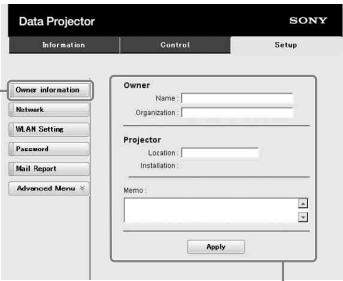 Data Projector
SONY
Information
Control
Setup
Owner information
Network
WLAN Setting
Password
Mail Report
Advanced Menu
Owner
Name :
Organization :
Projector
Location :
Installation :
Memo :
Apply